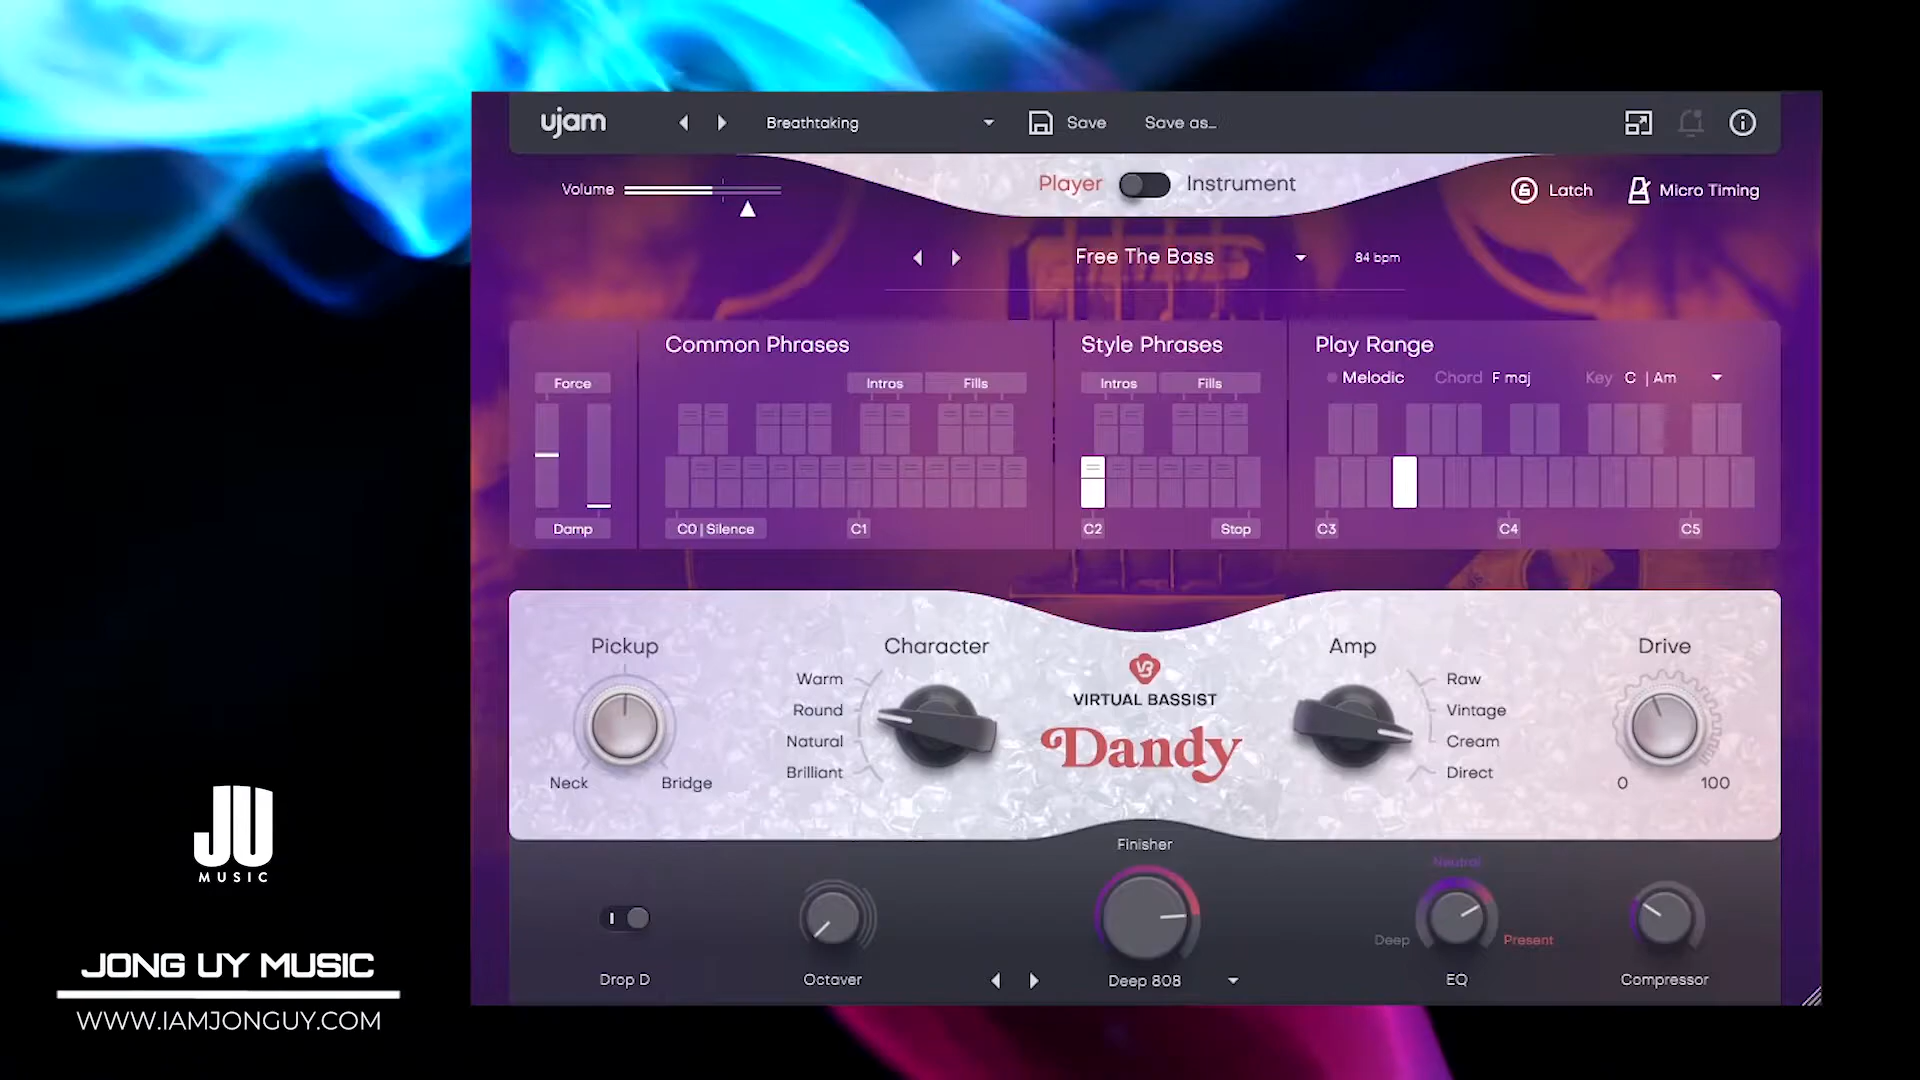 ujam
Breathtaking
Save
Save as...
Volume
Player
Instrument
Latch
Micro Timing
Free The Bass
84 bpm
Common Phrases
Style Phrases
Play Range
Force
Intros
Fills
Intros
Fills
Melodic
Chord F maj
Key C | Am
Damp
C0 | Silence
C1
C2
Stop
C3
C4
C5
Pickup
Neck
Bridge
Character
Warm
Round
Natural
Brilliant
VB
VIRTUAL BASSIST
Dandy
Amp
Raw
Vintage
Cream
Direct
Drive
0
100
Finisher
Neutral
Deep
Present
Drop D
Octaver
Deep 808
EQ
Compressor
JU
MUSIC
JONG UY MUSIC
WWW.IAMJONGUY.COM